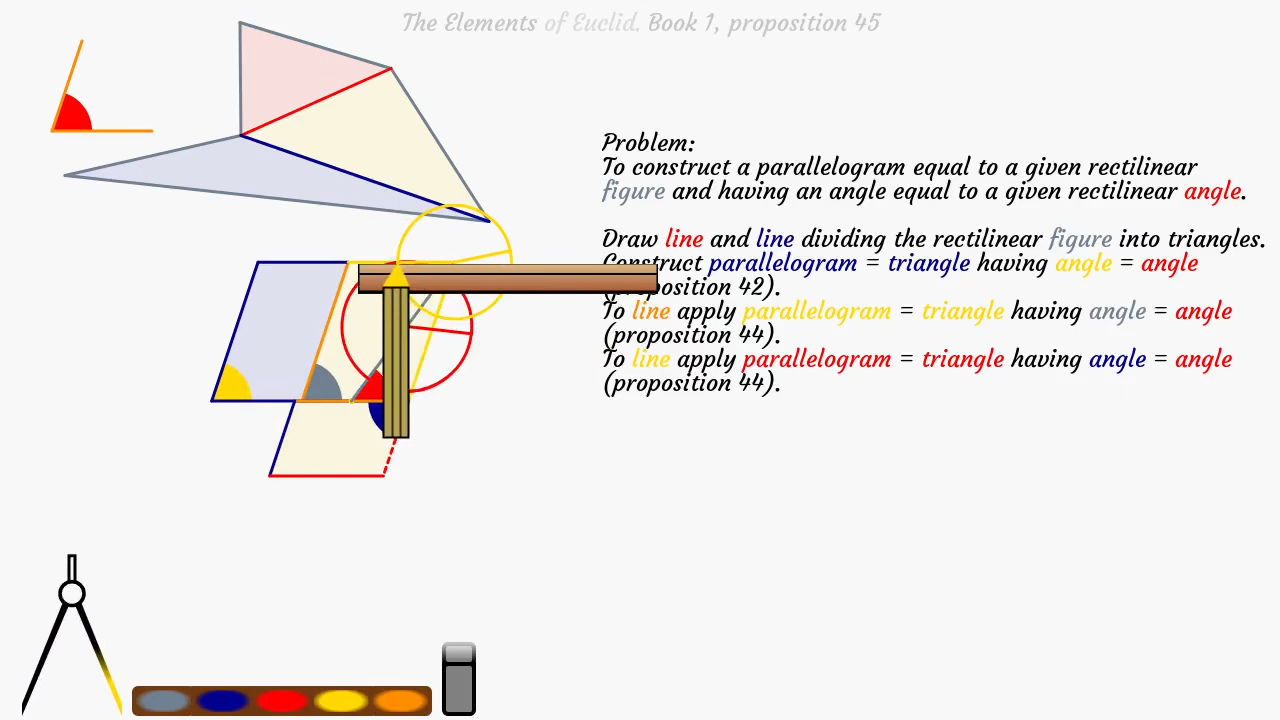 The Elements of Euclid. Book 1, proposition 45
Problem:
To construct a parallelogram equal to a given rectilinear
figure and having an angle equal to a given rectilinear angle.
Draw line and line dividing the rectilinear figure into triangles.
Construct parallelogram = triangle having angle = angle
(proposition 42).
To line apply parallelogram = triangle having angle = angle
(proposition 44).
To line apply parallelogram = triangle having angle = angle
(proposition 44).